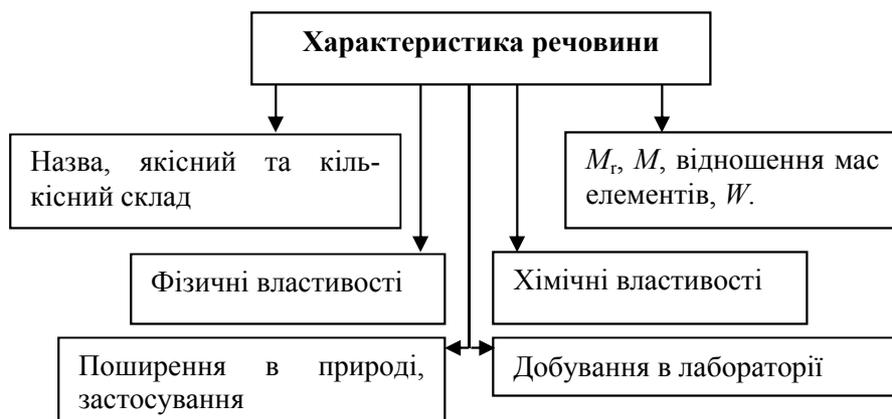 Характеристика речовини
Назва, якісний та кіль-
кісний склад
Mr, M, відношення мас
елементів, W.
Фізичні властивості
Хімічні властивості
Поширення в природі,
застосування
Добування в лабораторії